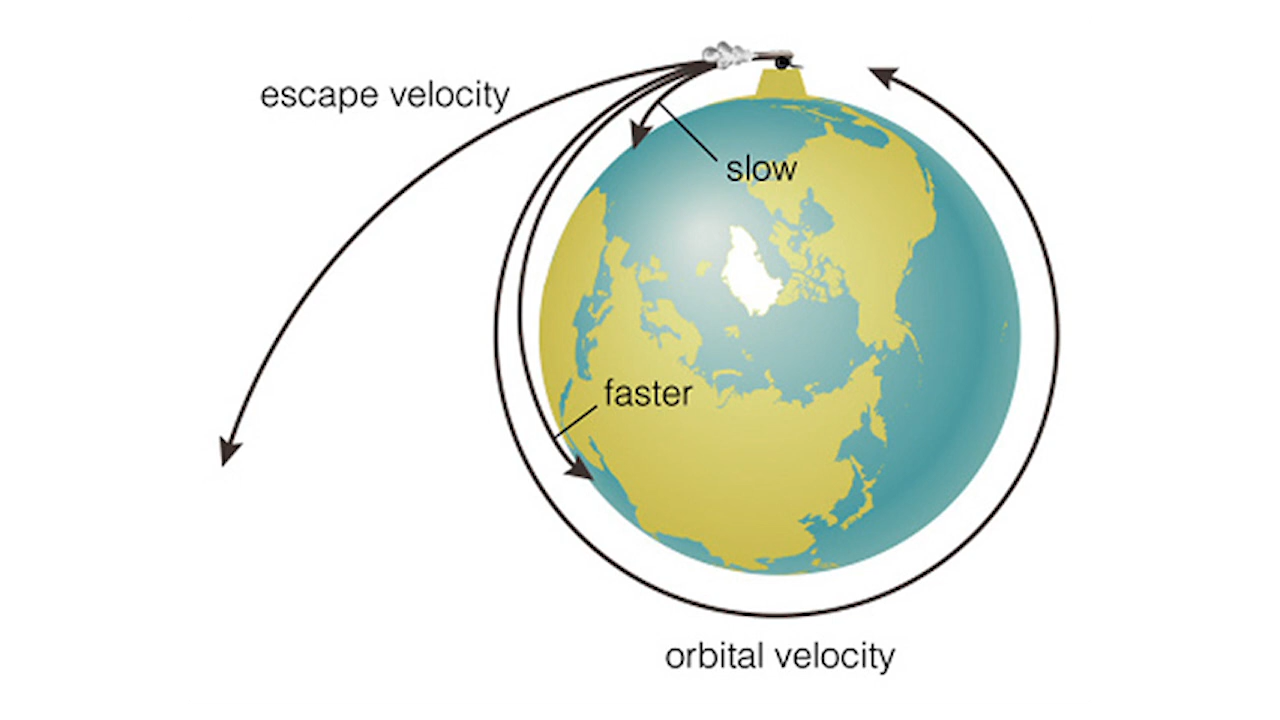 escape velocity
slow
faster
orbital velocity